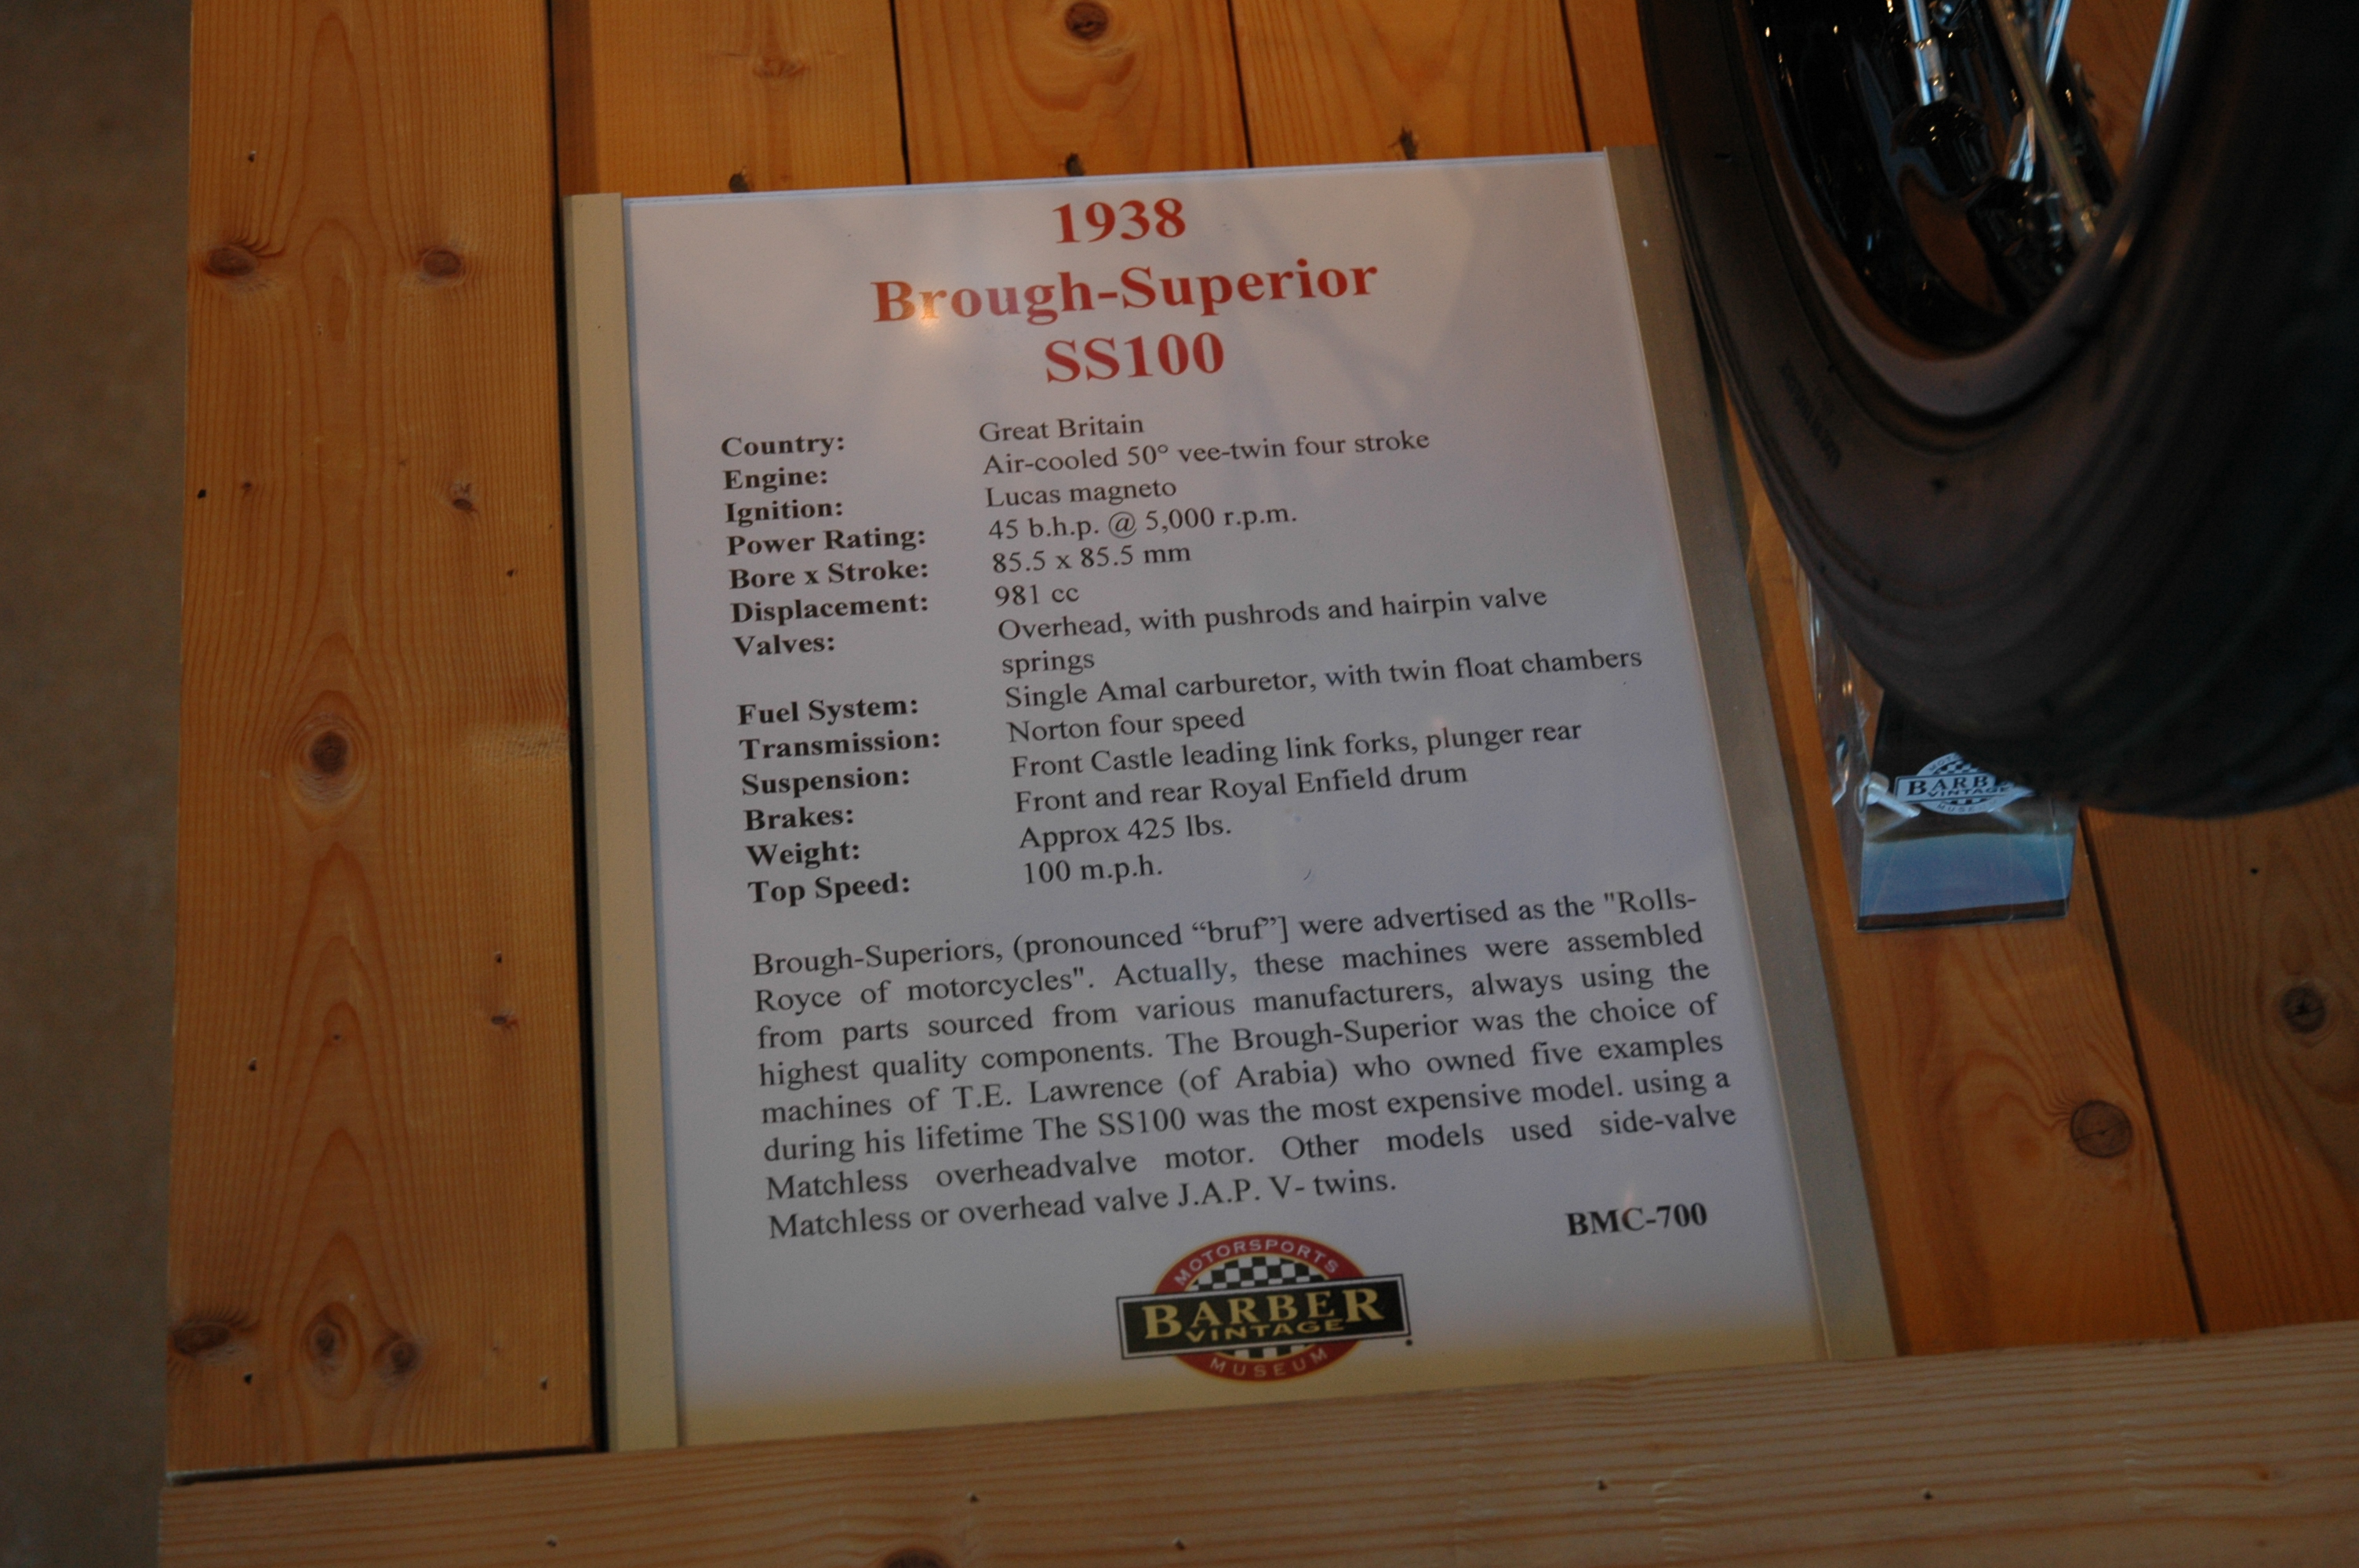 1938
Brough-Superior
SS100
Country: Great Britain
Engine: Air-cooled 50° vee-twin four stroke
Ignition: Lucas magneto
Power Rating: 45 b.h.p. @ 5,000 r.p.m.
Bore x Stroke: 85.5 x 85.5 mm
Displacement: 981 cc
Valves: Overhead, with pushrods and hairpin valve
springs
Fuel System: Single Amal carburetor, with twin float chambers
Transmission: Norton four speed
Suspension: Front Castle leading link forks, plunger rear
Brakes: Front and rear Royal Enfield drum
Weight: Approx 425 lbs.
Top Speed: 100 m.p.h.
Brough-Superiors, (pronounced “bruf”] were advertised as the "Rolls-
Royce of motorcycles". Actually, these machines were assembled
from parts sourced from various manufacturers, always using the
highest quality components. The Brough-Superior was the choice of
machines of T.E. Lawrence (of Arabia) who owned five examples
during his lifetime The SS100 was the most expensive model. using a
Matchless overheadvalve motor. Other models used side-valve
Matchless or overhead valve J.A.P. V- twins.
BMC-700
MOTORSPORTS
BARBER
VINTAGE
MUSEUM
BARBER
VINTAGE